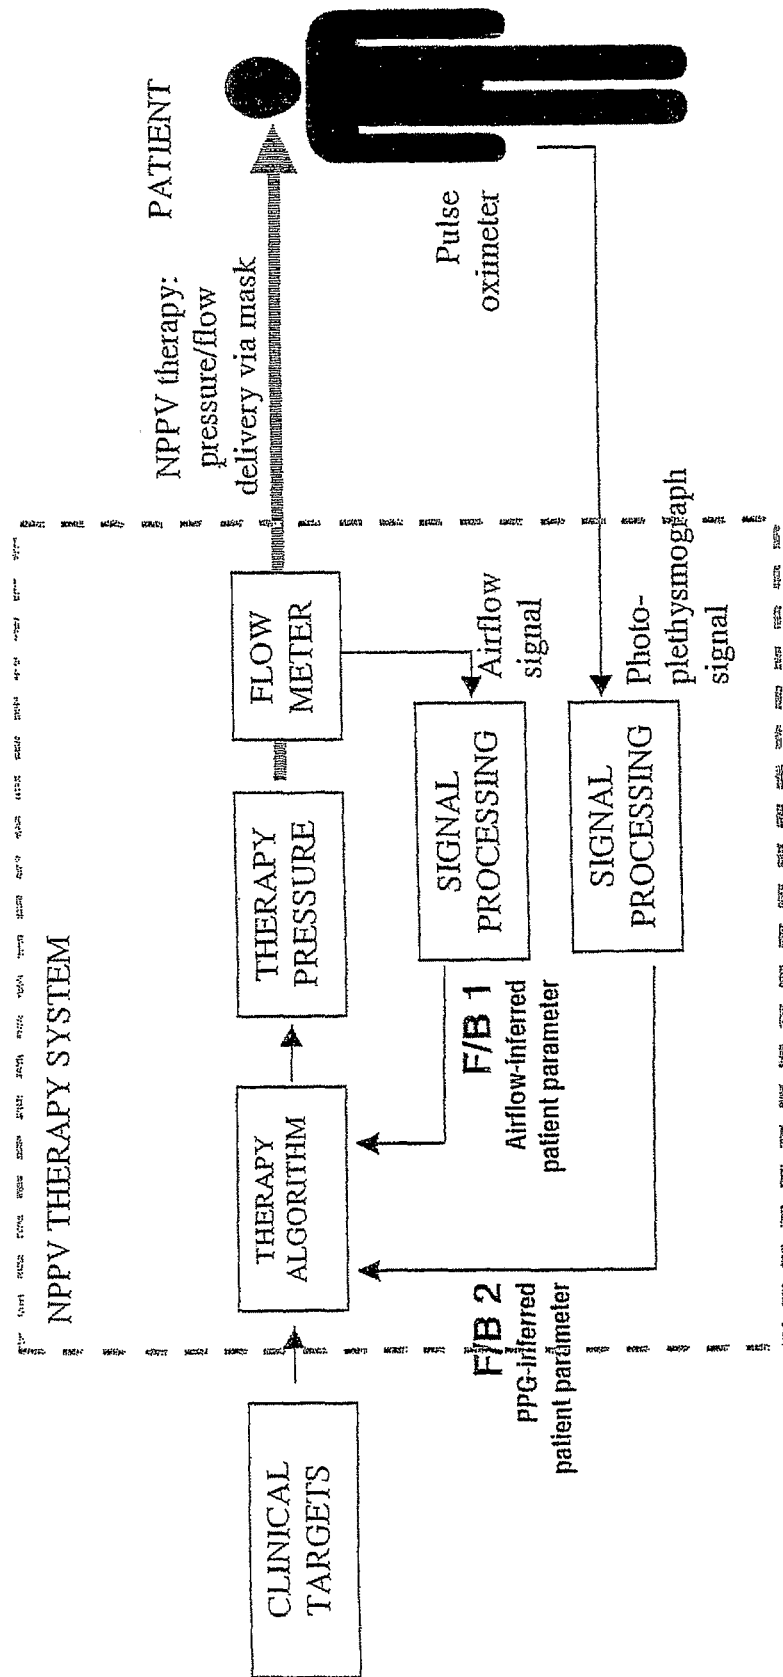 NPPV THERAPY SYSTEM
CLINICAL
TARGETS
THERAPY
ALGORITHM
THERAPY
PRESSURE
FLOW
METER
NPPV therapy:
pressure/flow
delivery via mask
PATIENT
F/B 1
Airflow-inferred
patient parameter
SIGNAL
PROCESSING
Airflow
signal
F/B 2
PPG-inferred
patient parameter
SIGNAL
PROCESSING
Photo-
plethysmograph
signal
Pulse
oximeter